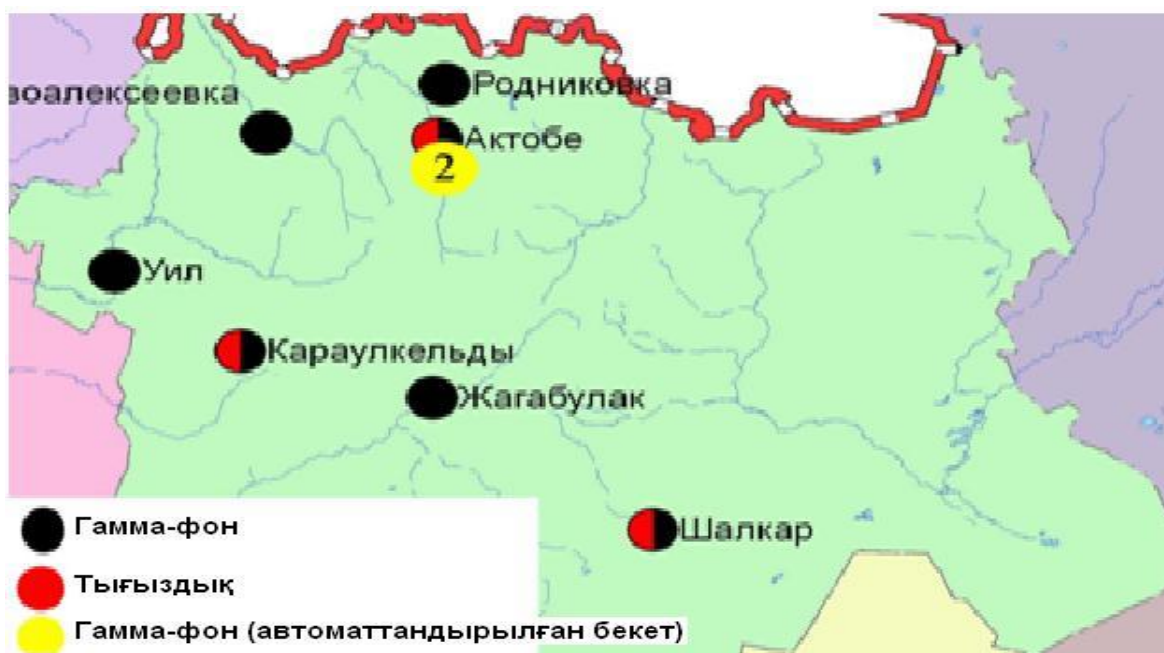 Родниковка
воалексеевка
Актобе
2
Уил
Караулкельды
Жагабулак
Шалкар
Гамма-фон
Тығыздық
Гамма-фон (автоматтандырылған бекет)